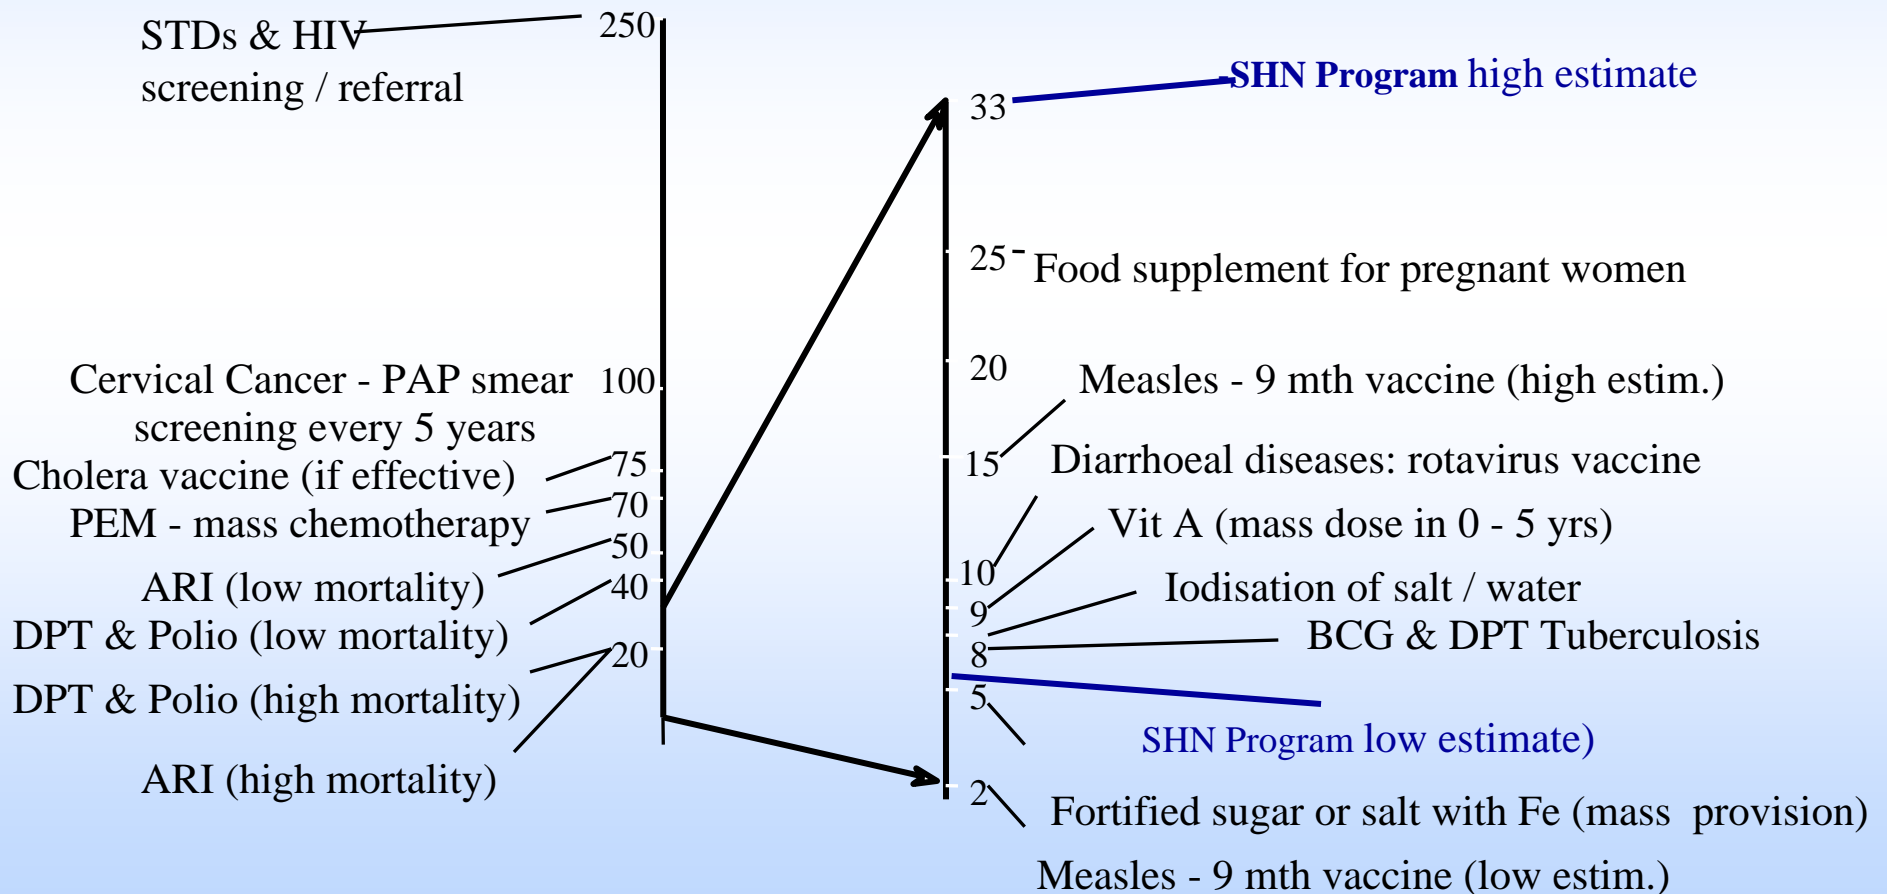 STDs & HIV
screening / referral
250
-SHN Program high estimate
33
25
Food supplement for pregnant women
20
Cervical Cancer - PAP smear
screening every 5 years
100
Measles - 9 mth vaccine (high estim.)
Cholera vaccine (if effective)
75
15
Diarrhoeal diseases: rotavirus vaccine
PEM - mass chemotherapy
70
Vit A (mass dose in 0 - 5 yrs)
50
10
ARI (low mortality)
40
Iodisation of salt / water
9
DPT & Polio (low mortality)
20
8
BCG & DPT Tuberculosis
DPT & Polio (high mortality)
5
SHN Program low estimate)
ARI (high mortality)
2
Fortified sugar or salt with Fe (mass provision)
Measles - 9 mth vaccine (low estim.)